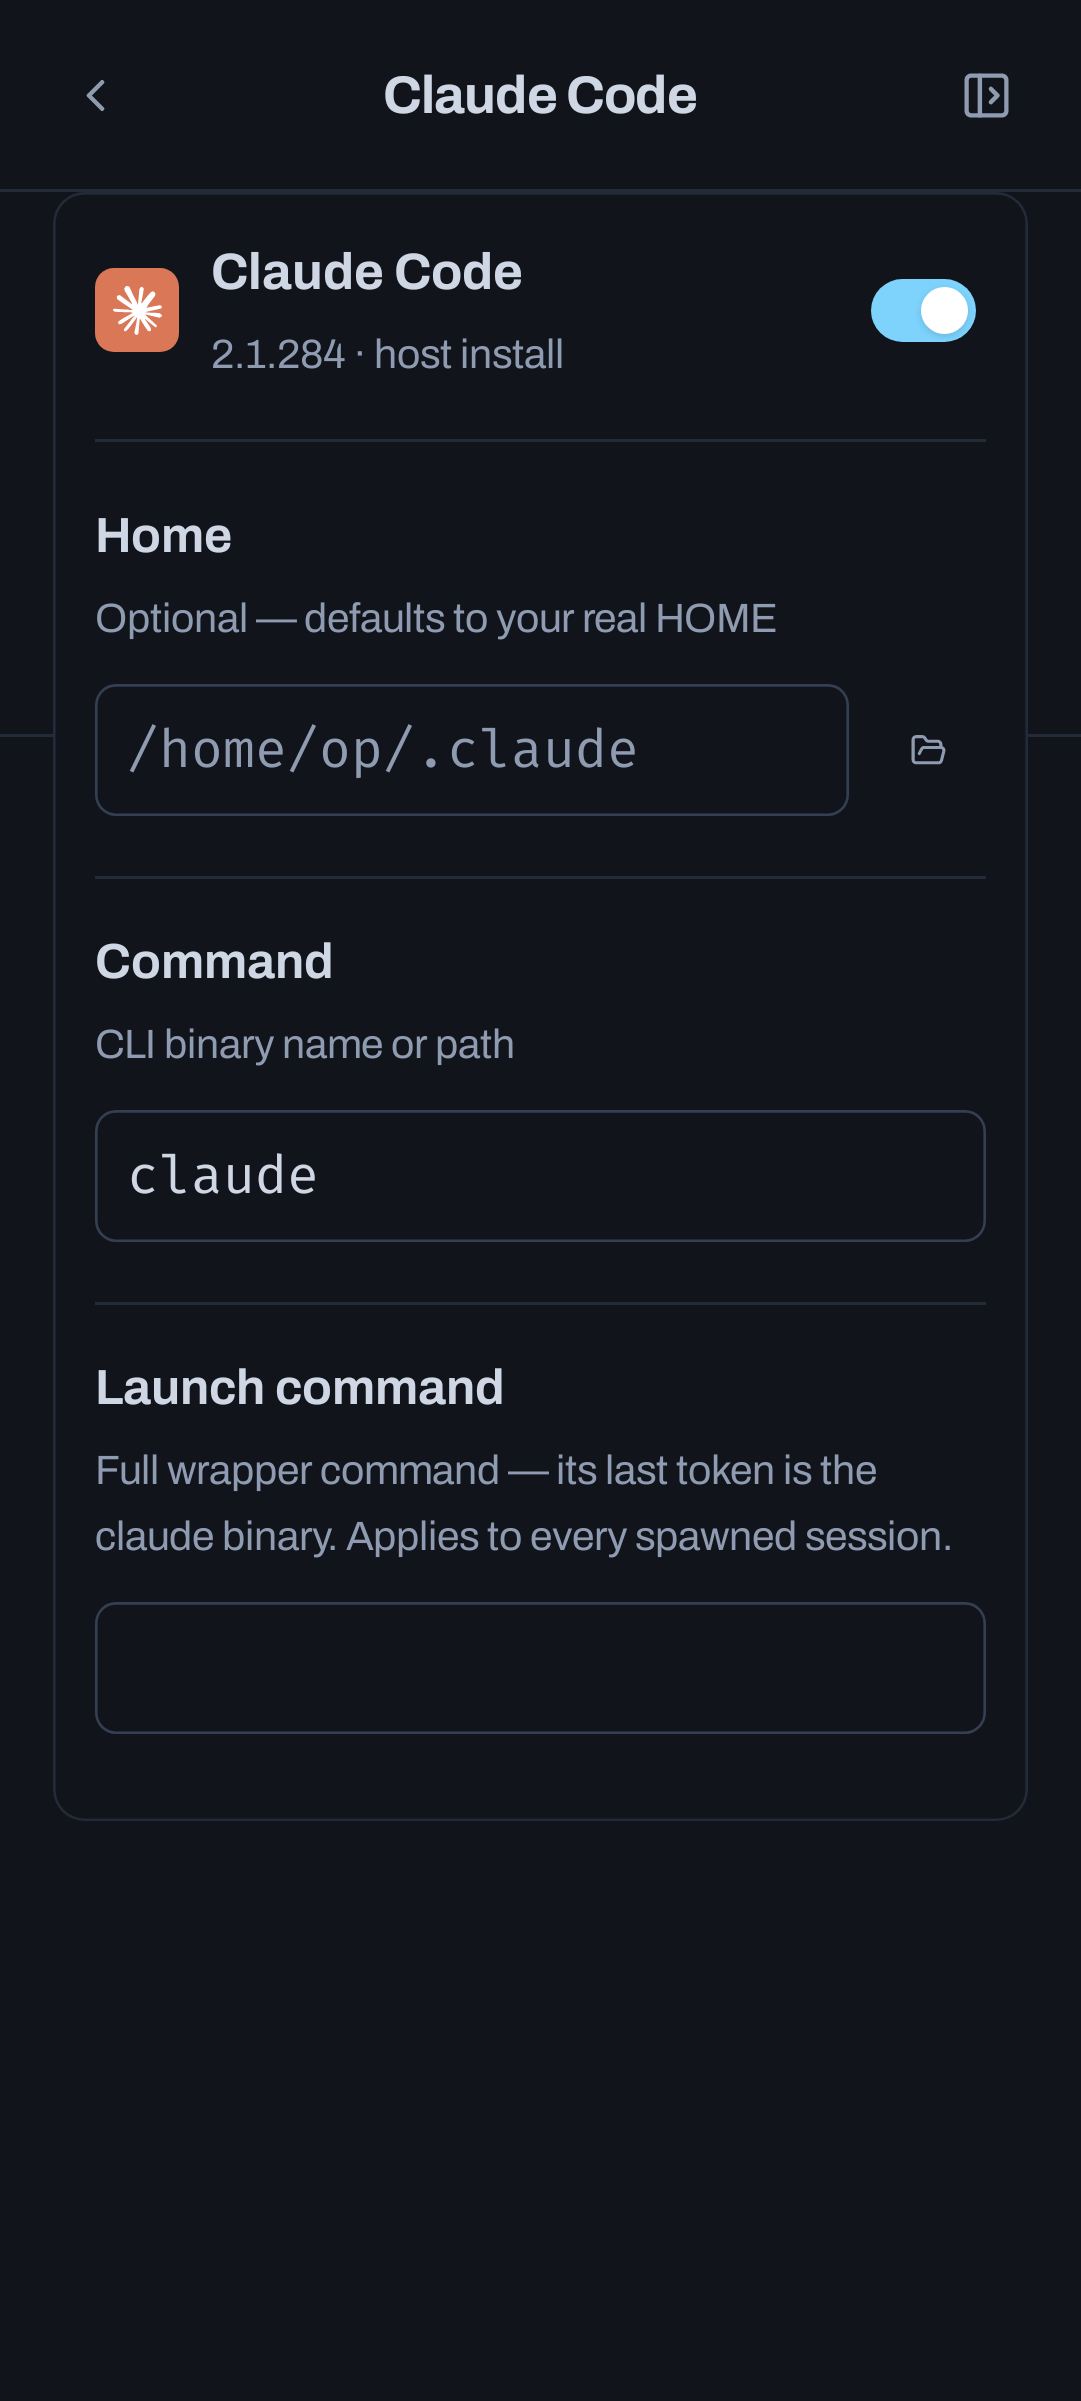 Claude Code
Claude Code
2.1.284 · host install
Home
Optional — defaults to your real HOME
/home/op/.claude
Command
CLI binary name or path
claude
Launch command
Full wrapper command — its last token is the
claude binary. Applies to every spawned session.